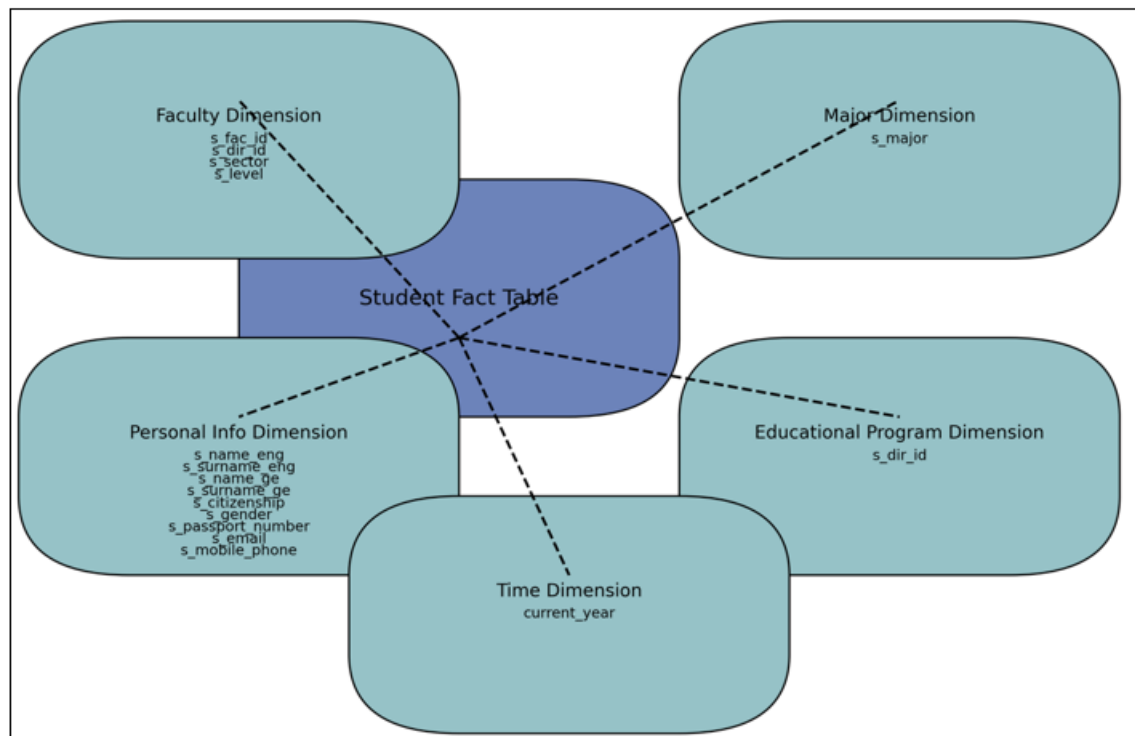 Faculty Dimension
s_fac_id
s_dir_id
s_sector
s_level
Major Dimension
s_major
Student Fact Table
Personal Info Dimension
s_name_eng
s_surname_eng
s_name_ge
s_surname_ge
s_citizenship
s_gender
s_passport_number
s_email
s_mobile_phone
Educational Program Dimension
s_dir_id
Time Dimension
current_year